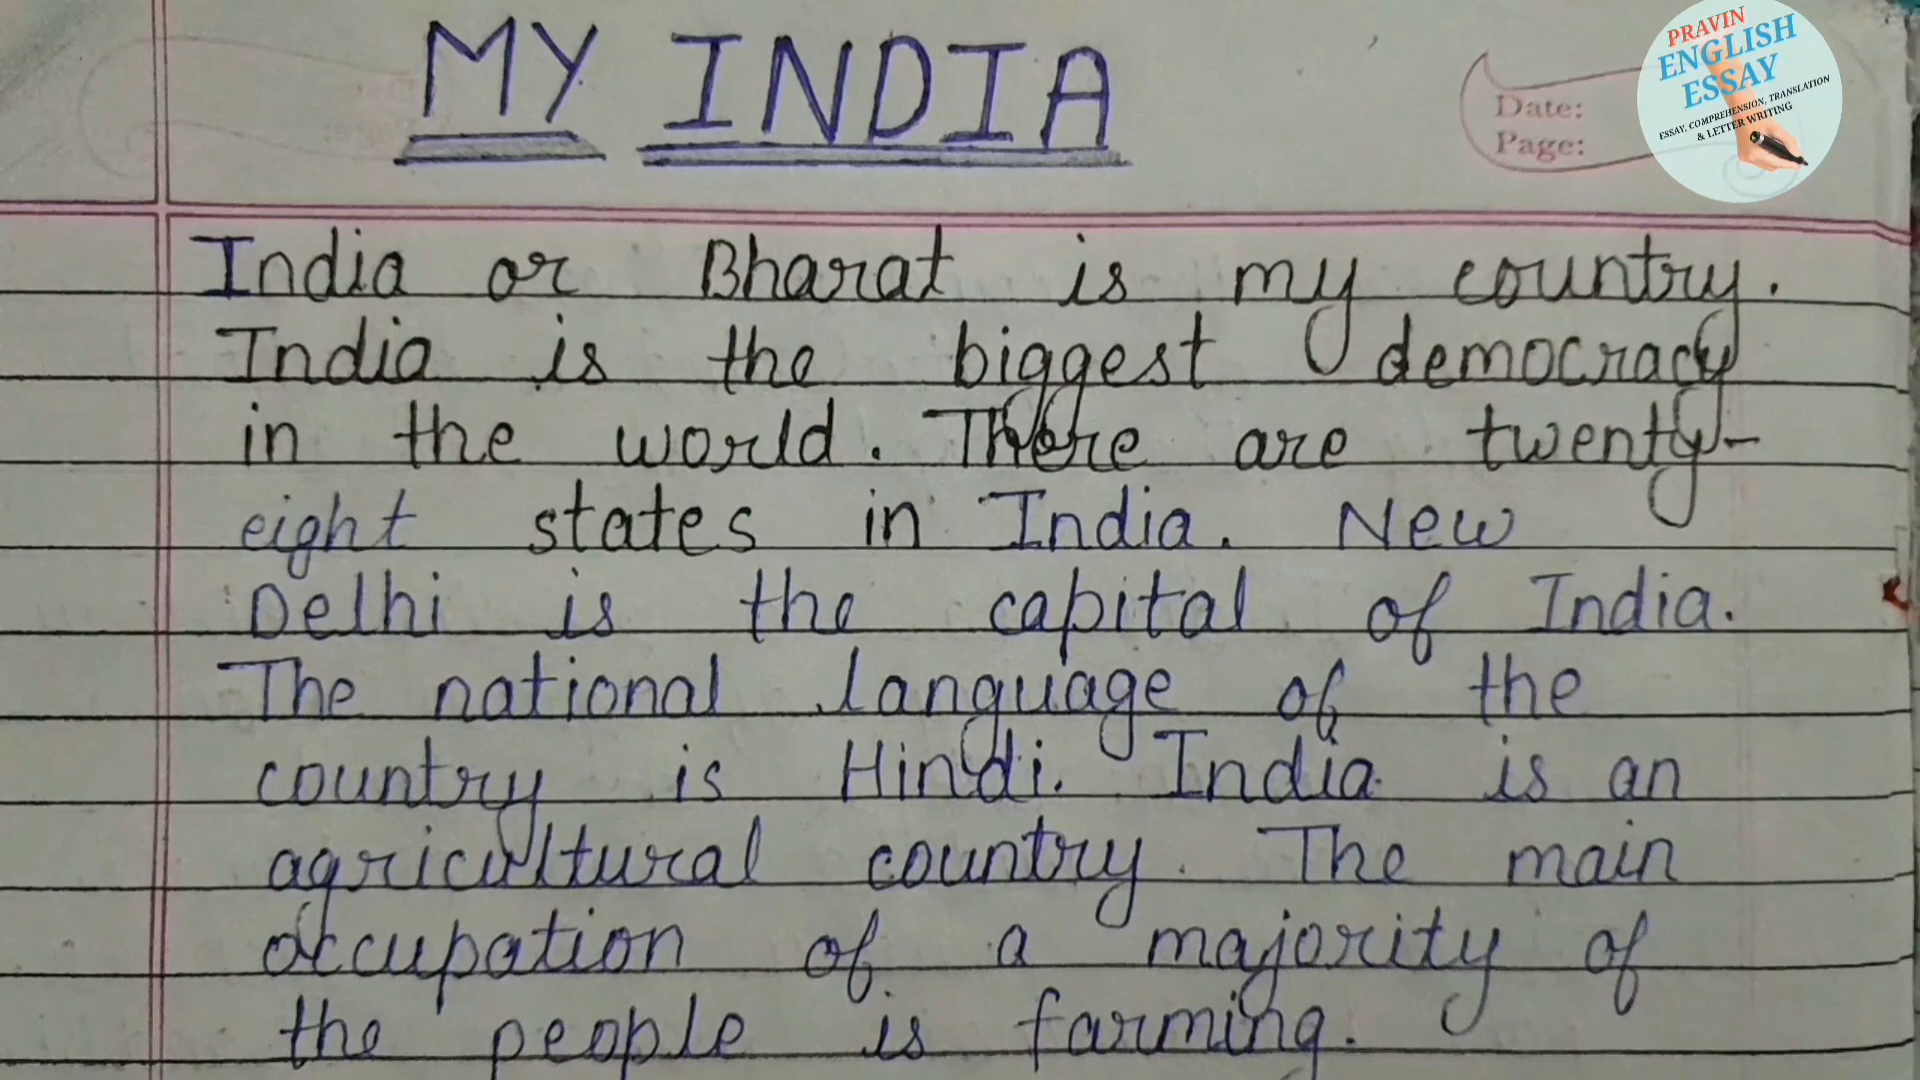 MY INDIA
PRAVIN
ENGLISH
ESSAY
ESSAY, COMPREHENSION, TRANSLATION
& LETTER WRITING
Date:
Page:
India or Bharat is my country.
India is the biggest democracy
in the world. There are twenty-
eight states in India. New
Delhi is the capital of India.
The national language of the
country is Hindi. India is an
agricultural country. The main
occupation of a majority of
the people is farming.